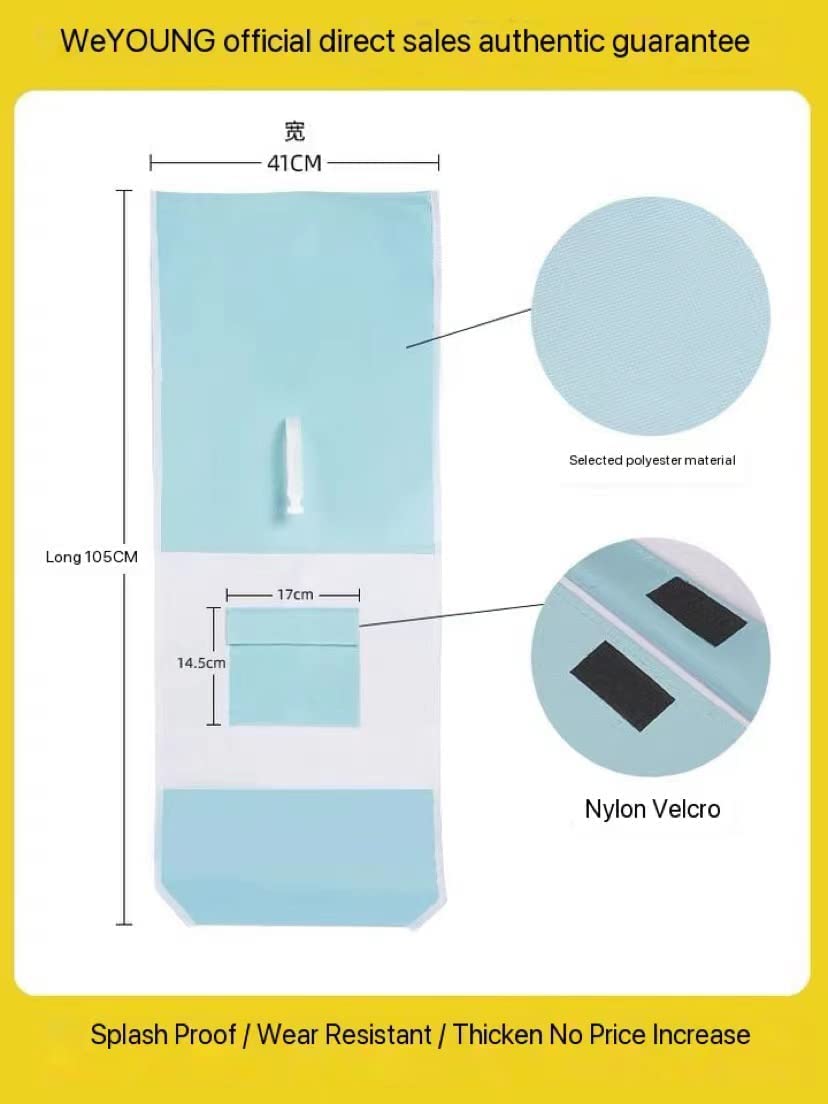 WeYOUNG official direct sales authentic guarantee
宽
41CM
Selected polyester material
Long 105CM
17cm
14.5cm
Nylon Velcro
Splash Proof / Wear Resistant / Thicken No Price Increase